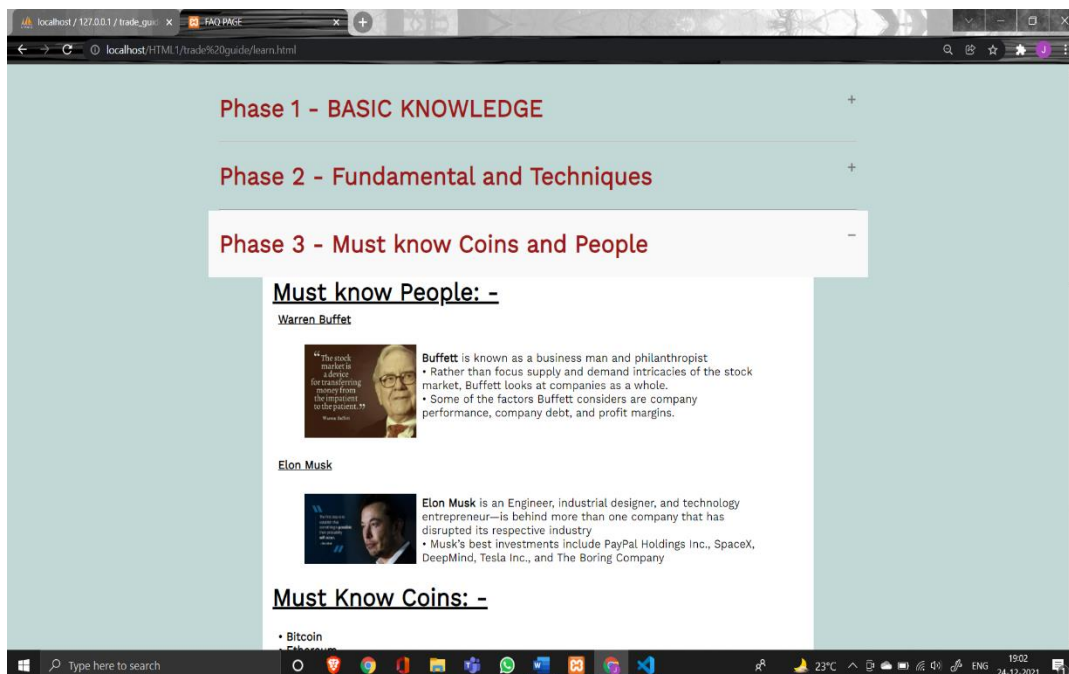 localhost / 127.0.0.1 / trade_guid
FAQ PAGE
localhost/HTML1/trade%20guide/learn.html
J
Phase 1 - BASIC KNOWLEDGE
+
Phase 2 - Fundamental and Techniques
+
Phase 3 - Must know Coins and People
-
Must know People: -
Warren Buffet
“The stock
market is
a device
for transferring
money from
the impatient
to the patient.”
Warren Buffett
Buffett is known as a business man and philanthropist
• Rather than focus supply and demand intricacies of the stock
market, Buffett looks at companies as a whole.
• Some of the factors Buffett considers are company
performance, company debt, and profit margins.
Elon Musk
Elon Musk is an Engineer, industrial designer, and technology
entrepreneur—is behind more than one company that has
disrupted its respective industry
• Musk's best investments include PayPal Holdings Inc., SpaceX,
DeepMind, Tesla Inc., and The Boring Company
Must Know Coins: -
• Bitcoin
• Ethereum
Type here to search
23°C
ENG
19:02
24-12-2021